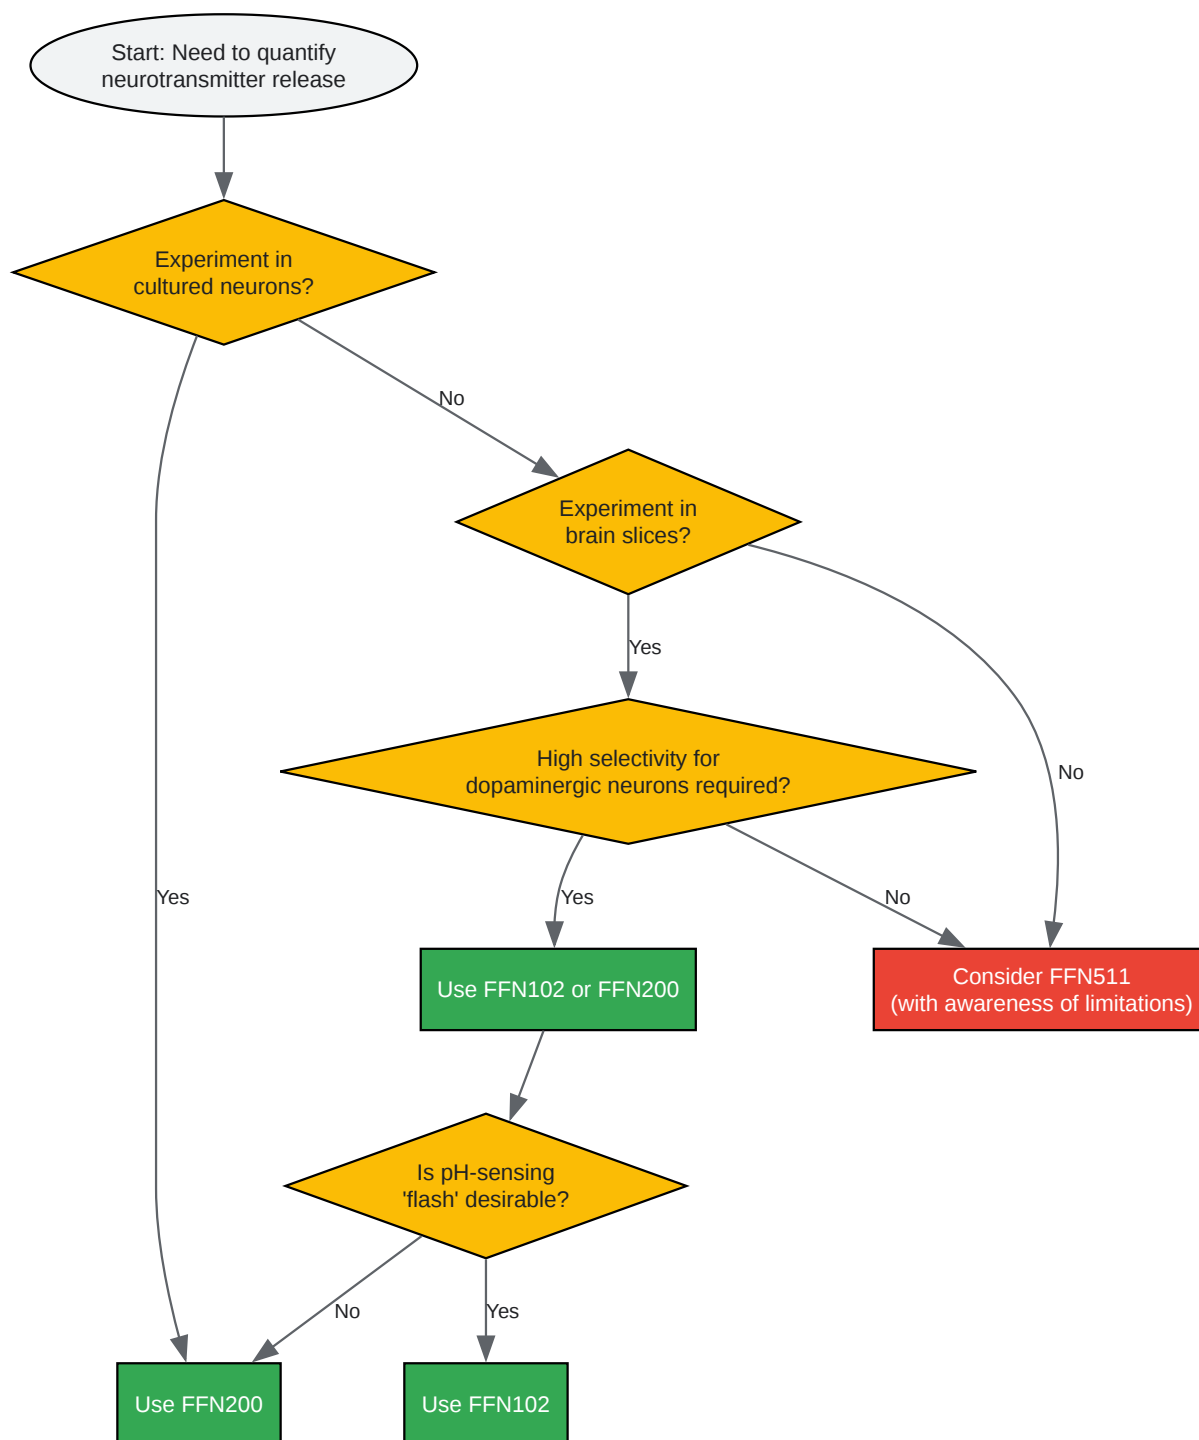 Start: Need to quantify
neurotransmitter release
Experiment in
cultured neurons?
No
Experiment in
brain slices?
Yes
High selectivity for
dopaminergic neurons required?
No
Yes
Yes
No
Use FFN102 or FFN200
Consider FFN511
(with awareness of limitations)
Is pH-sensing
'flash' desirable?
No
Yes
Use FFN200
Use FFN102